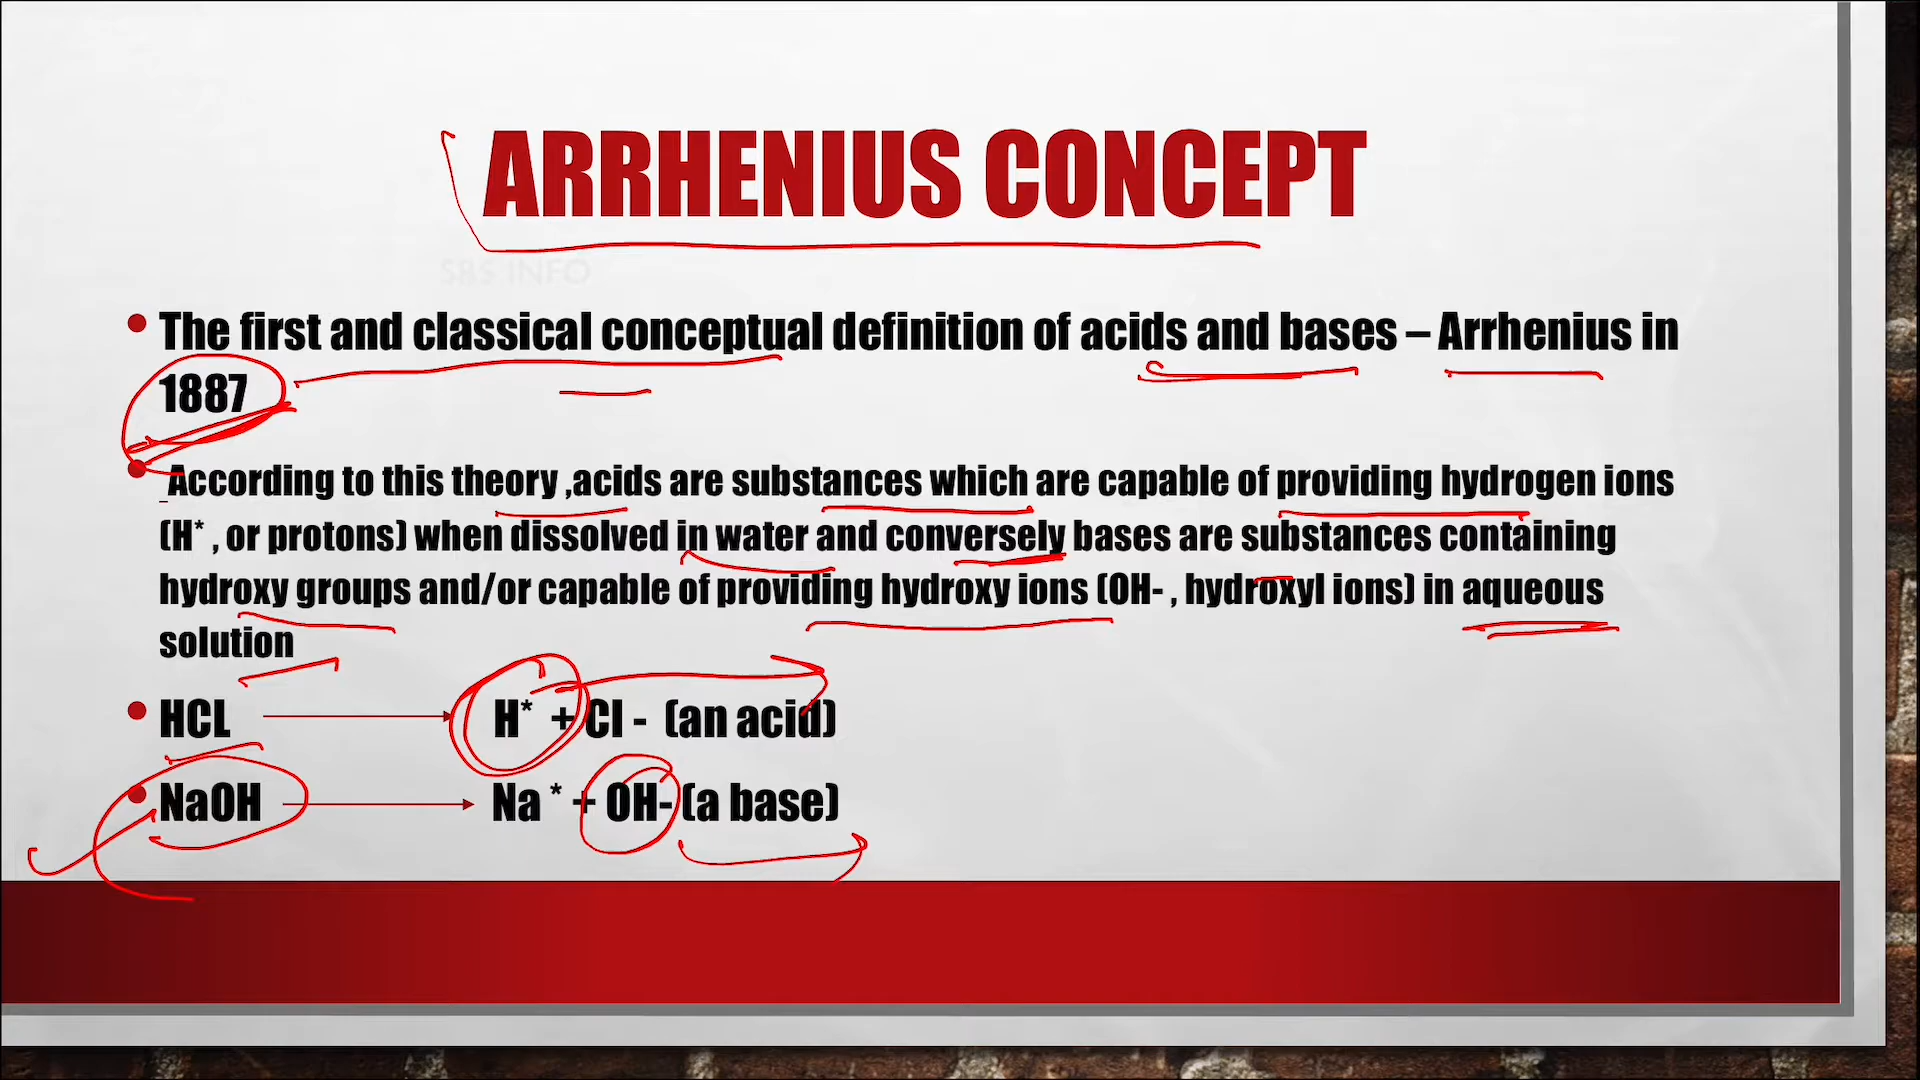 ARRHENIUS CONCEPT
SBS INFO
• The first and classical conceptual definition of acids and bases – Arrhenius in
1887
• According to this theory ,acids are substances which are capable of providing hydrogen ions
(H* , or protons) when dissolved in water and conversely bases are substances containing
hydroxy groups and/or capable of providing hydroxy ions (OH- , hydroxyl ions) in aqueous
solution
• HCL → H* + Cl - (an acid)
• NaOH → Na * + OH- (a base)